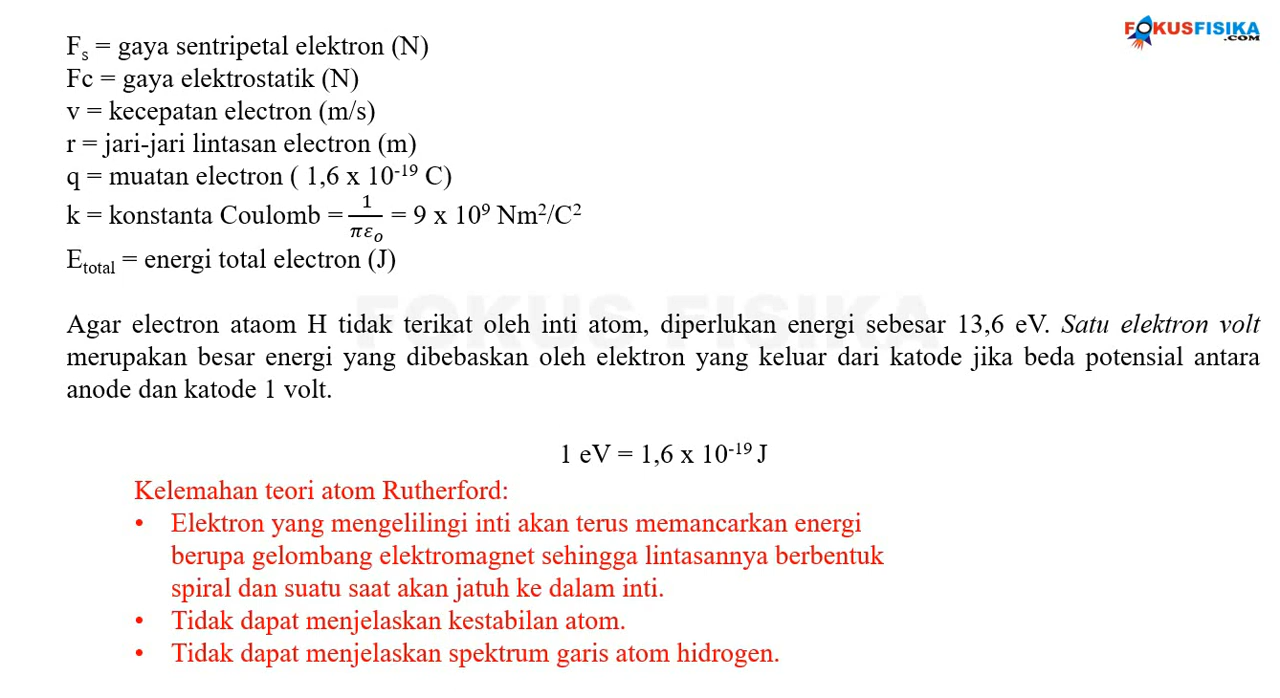 FOKUSFISIKA
.COM
Fₛ = gaya sentripetal elektron (N)
Fc = gaya elektrostatik (N)
v = kecepatan electron (m/s)
r = jari-jari lintasan electron (m)
q = muatan electron ( 1,6 x 10⁻¹⁹ C)
k = konstanta Coulomb = 1/πε₀ = 9 x 10⁹ Nm²/C²
E_total = energi total electron (J)
FOKUS FISIKA
Agar electron ataom H tidak terikat oleh inti atom, diperlukan energi sebesar 13,6 eV. Satu elektron volt
merupakan besar energi yang dibebaskan oleh elektron yang keluar dari katode jika beda potensial antara
anode dan katode 1 volt.
1 eV = 1,6 x 10⁻¹⁹ J
Kelemahan teori atom Rutherford:
• Elektron yang mengelilingi inti akan terus memancarkan energi
berupa gelombang elektromagnet sehingga lintasannya berbentuk
spiral dan suatu saat akan jatuh ke dalam inti.
• Tidak dapat menjelaskan kestabilan atom.
• Tidak dapat menjelaskan spektrum garis atom hidrogen.